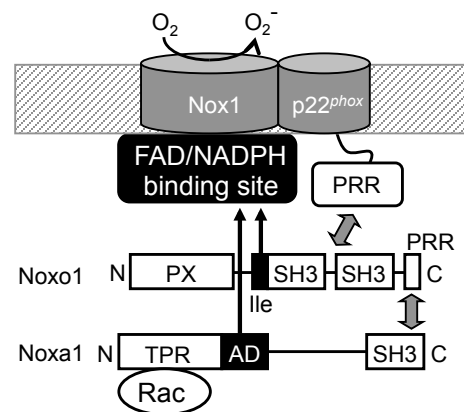 O2 O2-
Nox1 p22phox
FAD/NADPH
binding site
PRR
PRR
Noxo1 N PX SH3 SH3 C
Ile
Noxa1 N TPR AD SH3 C
Rac